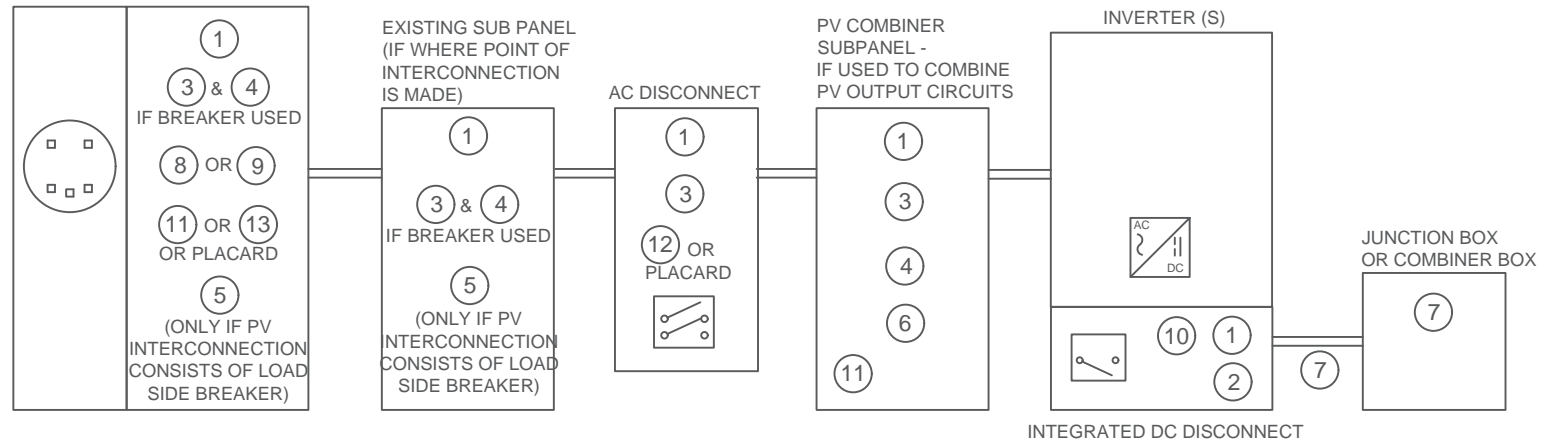 1
3 & 4
IF BREAKER USED
8 OR 9
11 OR 13
OR PLACARD
5
(ONLY IF PV
INTERCONNECTION
CONSISTS OF LOAD
SIDE BREAKER)
EXISTING SUB PANEL
(IF WHERE POINT OF
INTERCONNECTION
IS MADE)
1
3 & 4
IF BREAKER USED
5
(ONLY IF PV
INTERCONNECTION
CONSISTS OF LOAD
SIDE BREAKER)
AC DISCONNECT
1
3
12 OR
PLACARD
PV COMBINER
SUBPANEL -
IF USED TO COMBINE
PV OUTPUT CIRCUITS
1
3
4
6
11
INVERTER (S)
AC
DC
10 1
2
INTEGRATED DC DISCONNECT
7
JUNCTION BOX
OR COMBINER BOX
7